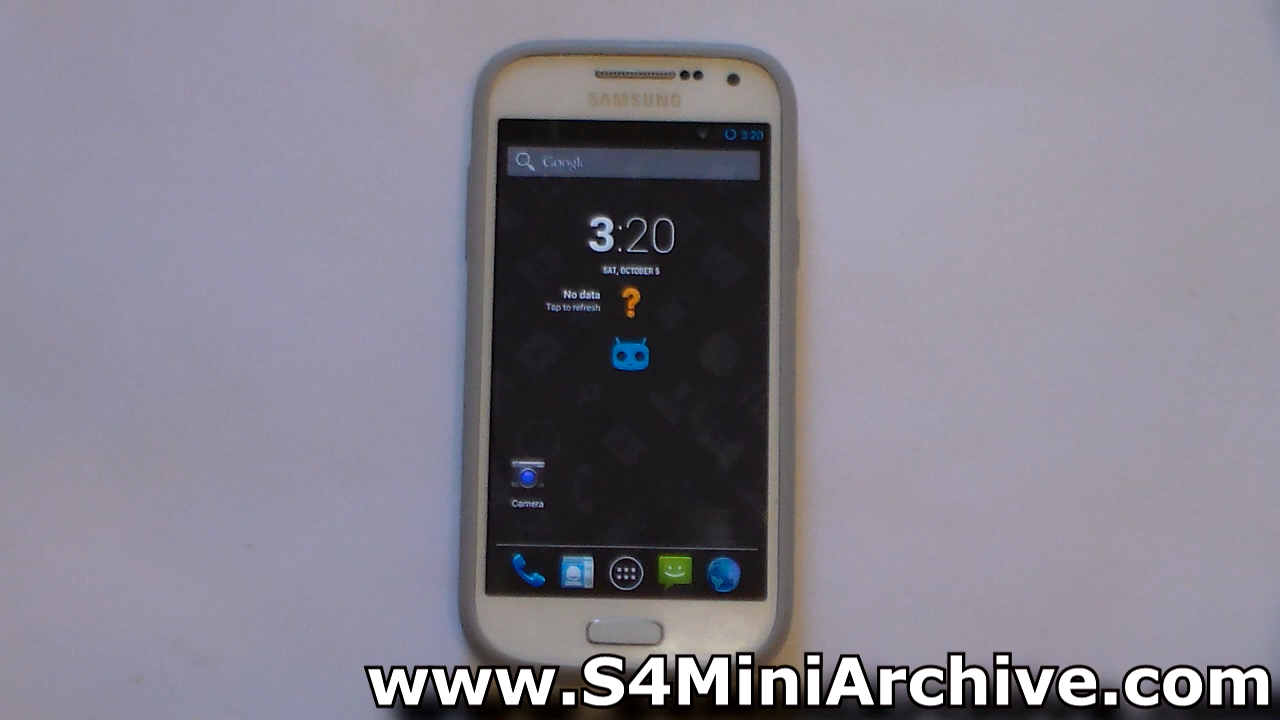 SAMSUNG
3:20
Google
3:20
SAT, OCTOBER 5
No data
Tap to refresh
Camera
www.S4MiniArchive.com